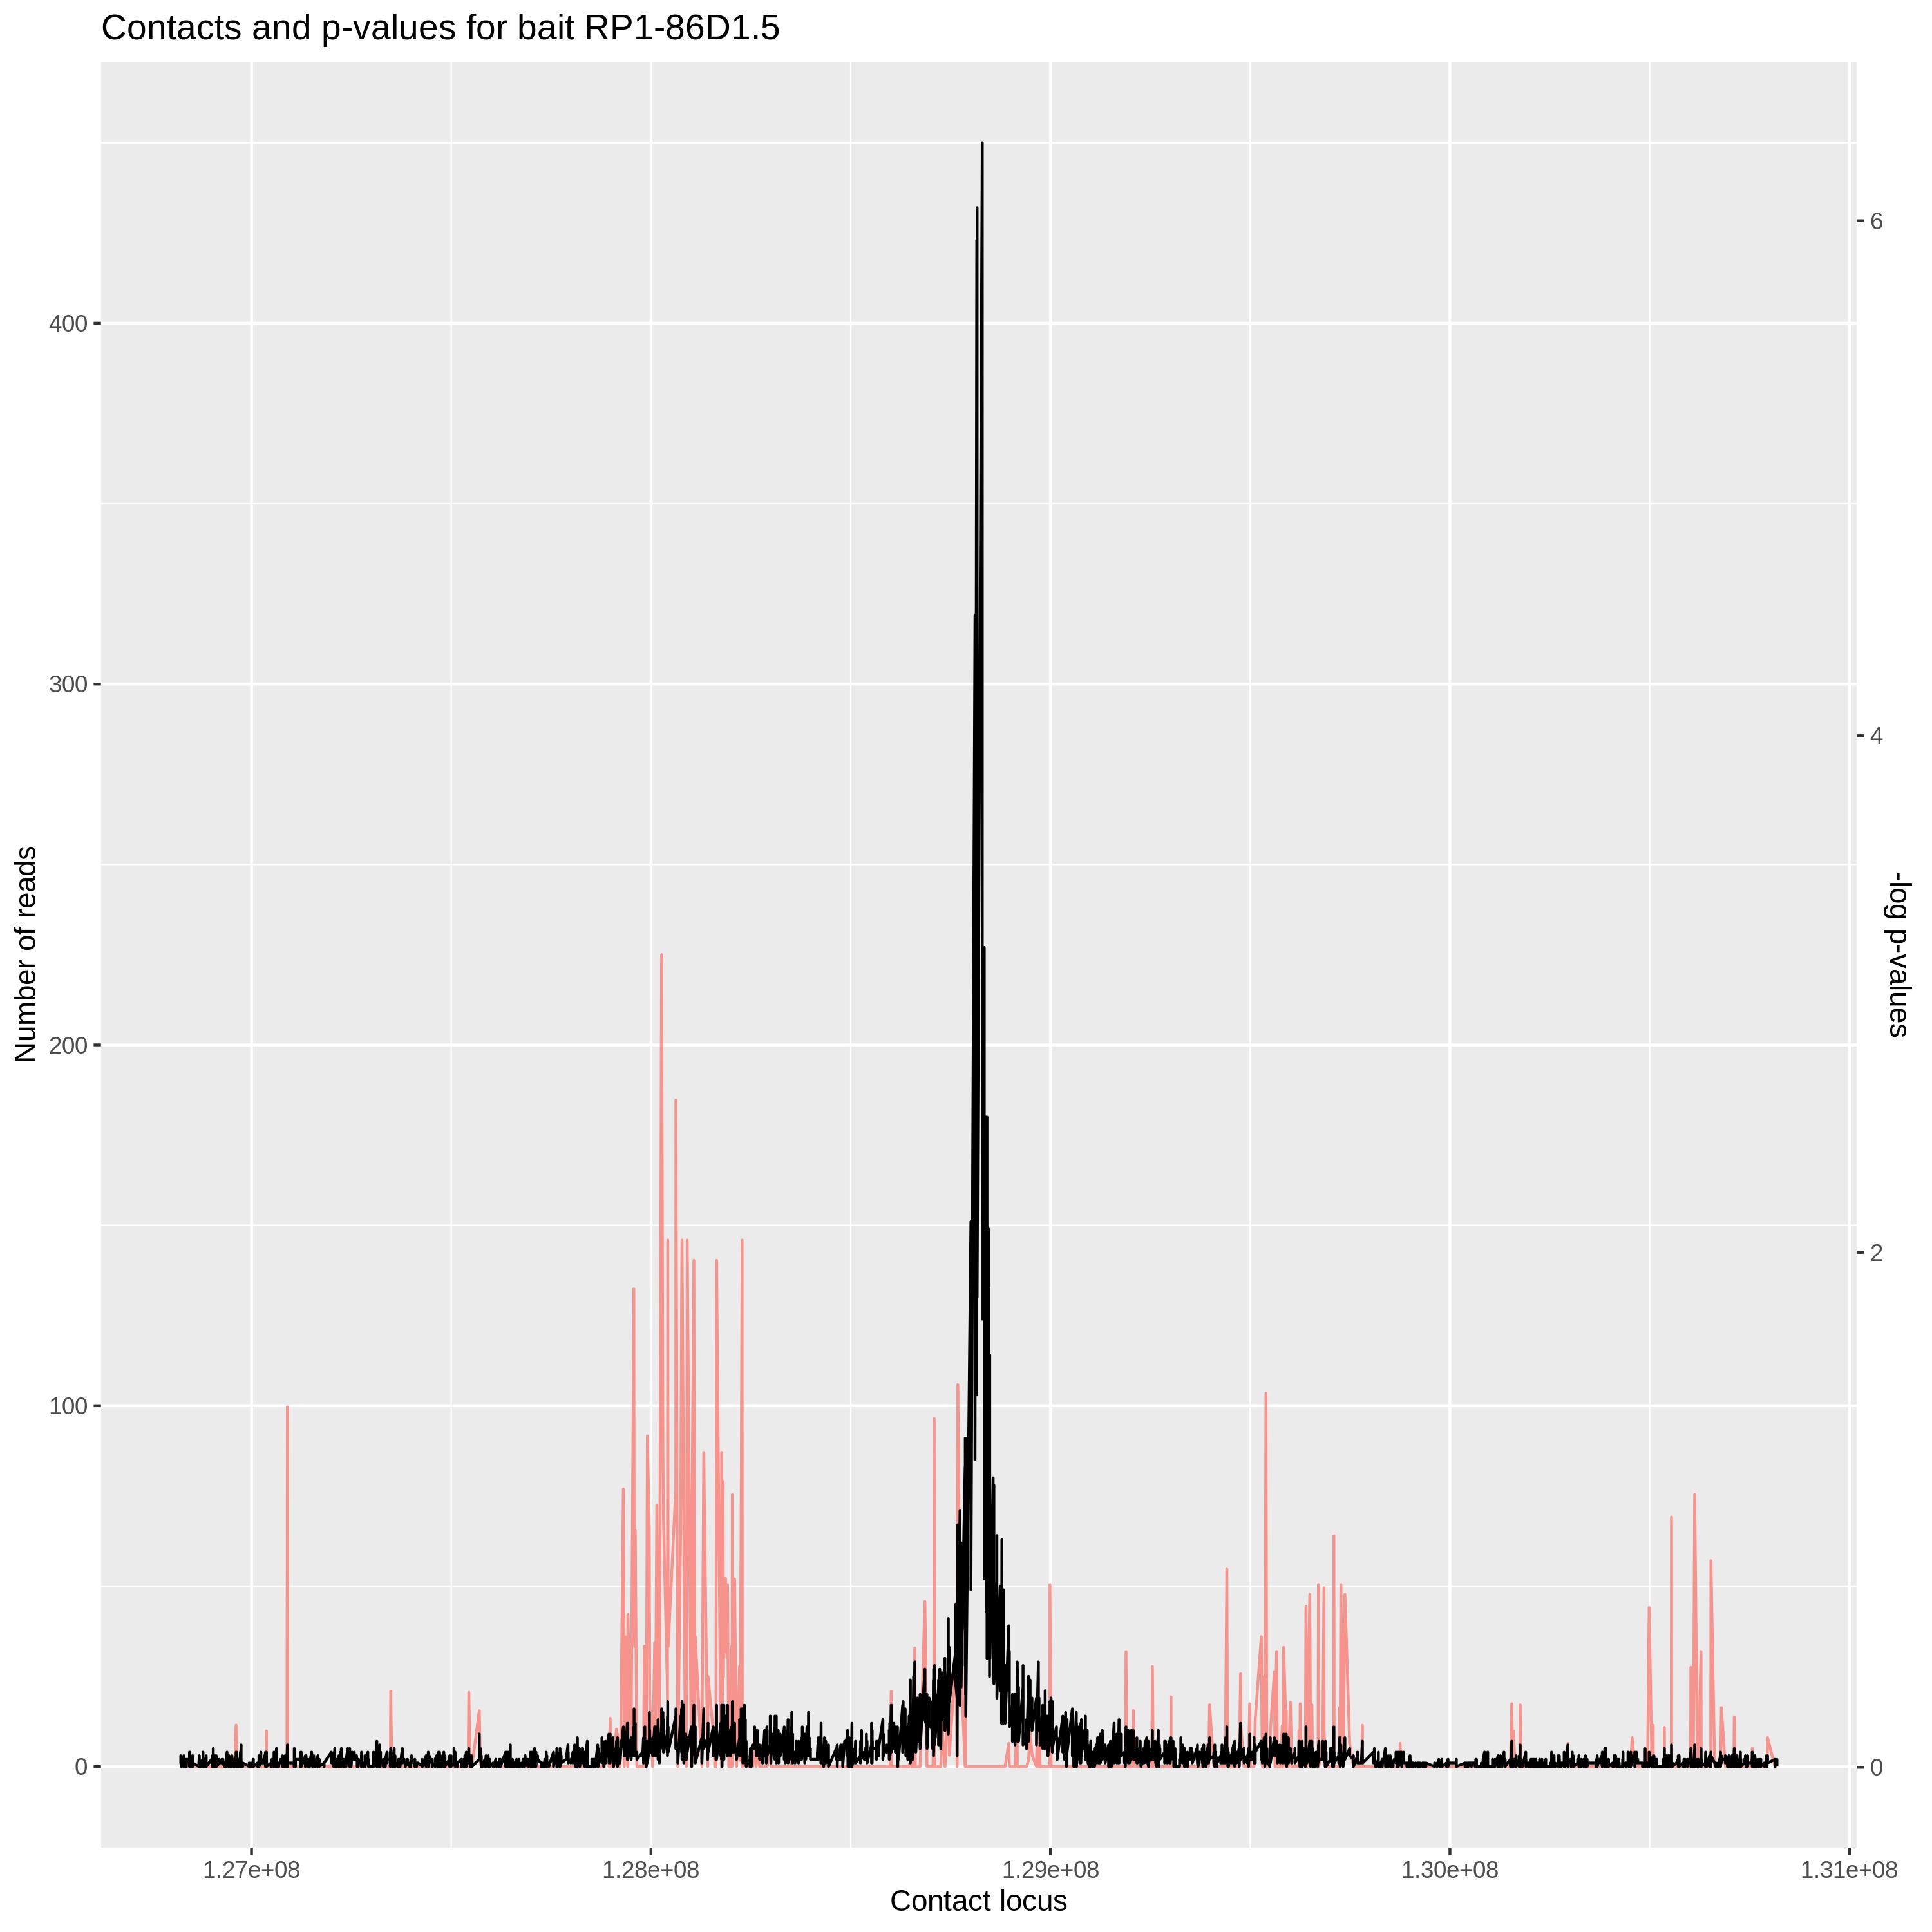 Contacts and p-values for bait RP1-86D1.5
Number of reads
400
300
200
100
0
6
4
2
0
-log p-values
1.27e+08
1.28e+08
1.29e+08
1.30e+08
1.31e+08
Contact locus